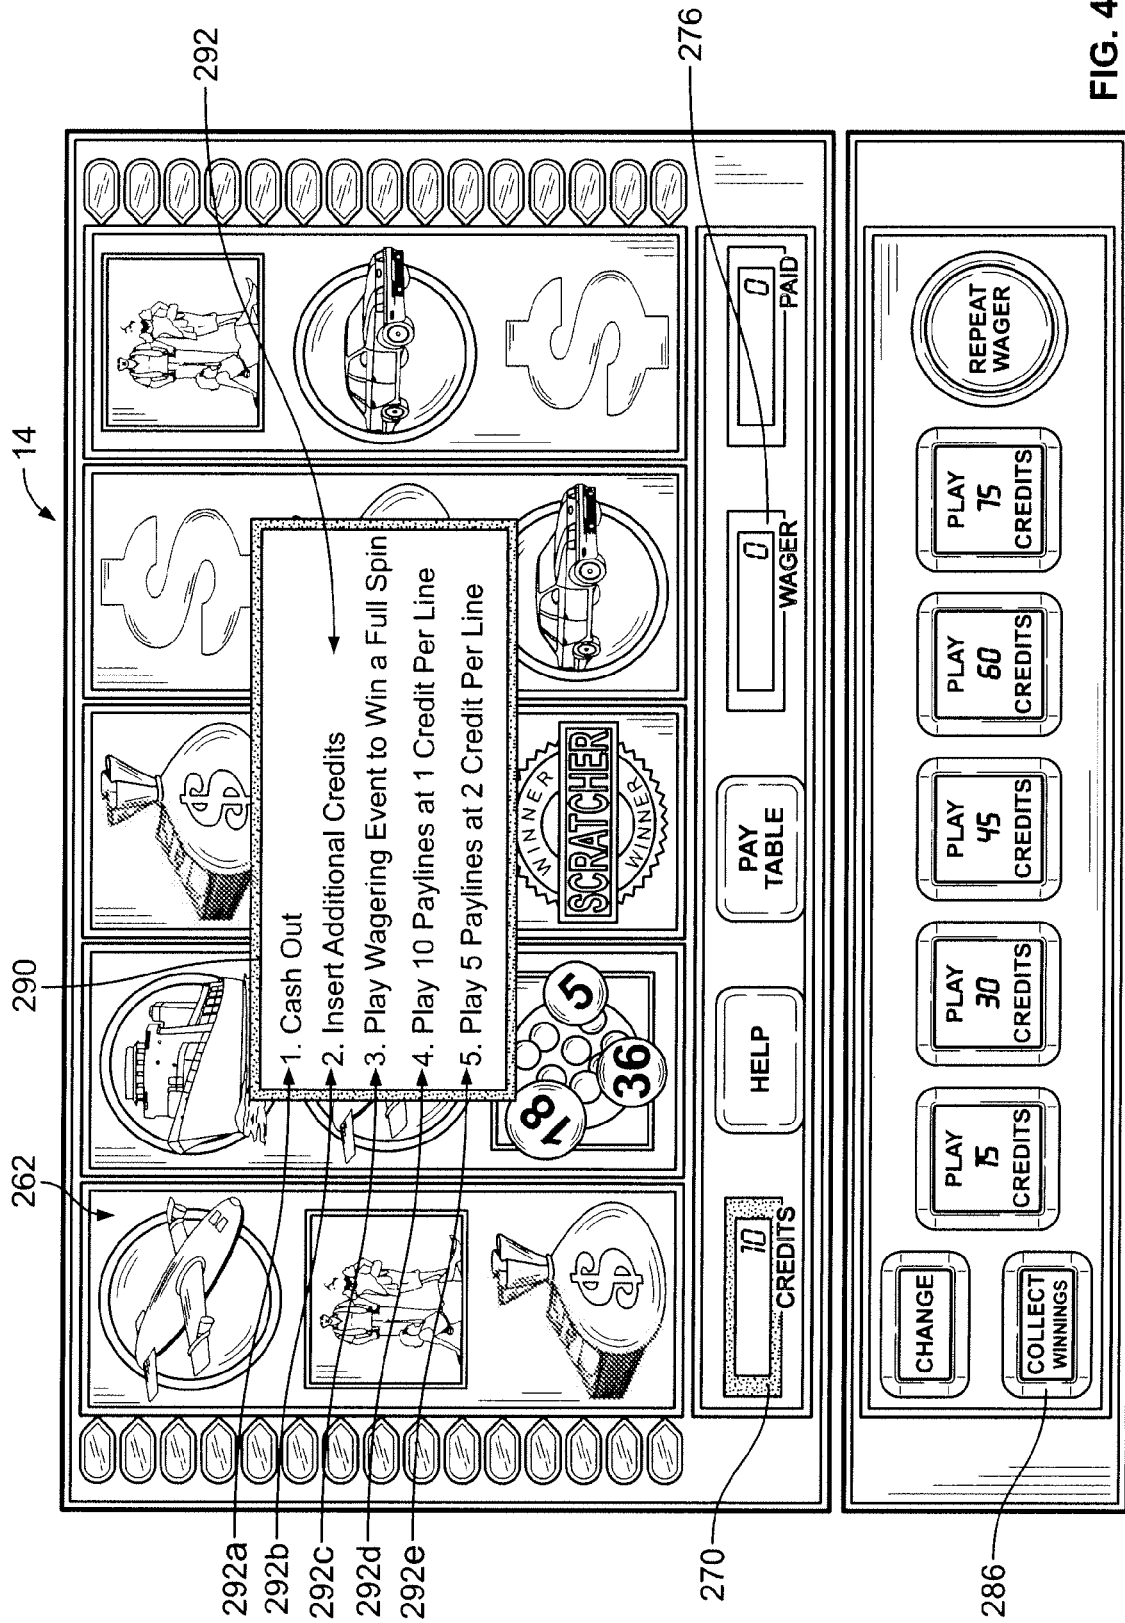 262
290
14
292
292a
292b
292c
292d
292e
1. Cash Out
2. Insert Additional Credits
3. Play Wagering Event to Win a Full Spin
4. Play 10 Paylines at 1 Credit Per Line
5. Play 5 Paylines at 2 Credit Per Line
$
$
18
36
5
WINNER
SCRATCHER
WINNER
276
270
10
CREDITS
HELP
PAY
TABLE
0
WAGER
0
PAID
286
CHANGE
COLLECT
WINNINGS
PLAY
15
CREDITS
PLAY
30
CREDITS
PLAY
45
CREDITS
PLAY
60
CREDITS
PLAY
75
CREDITS
REPEAT
WAGER
FIG. 4